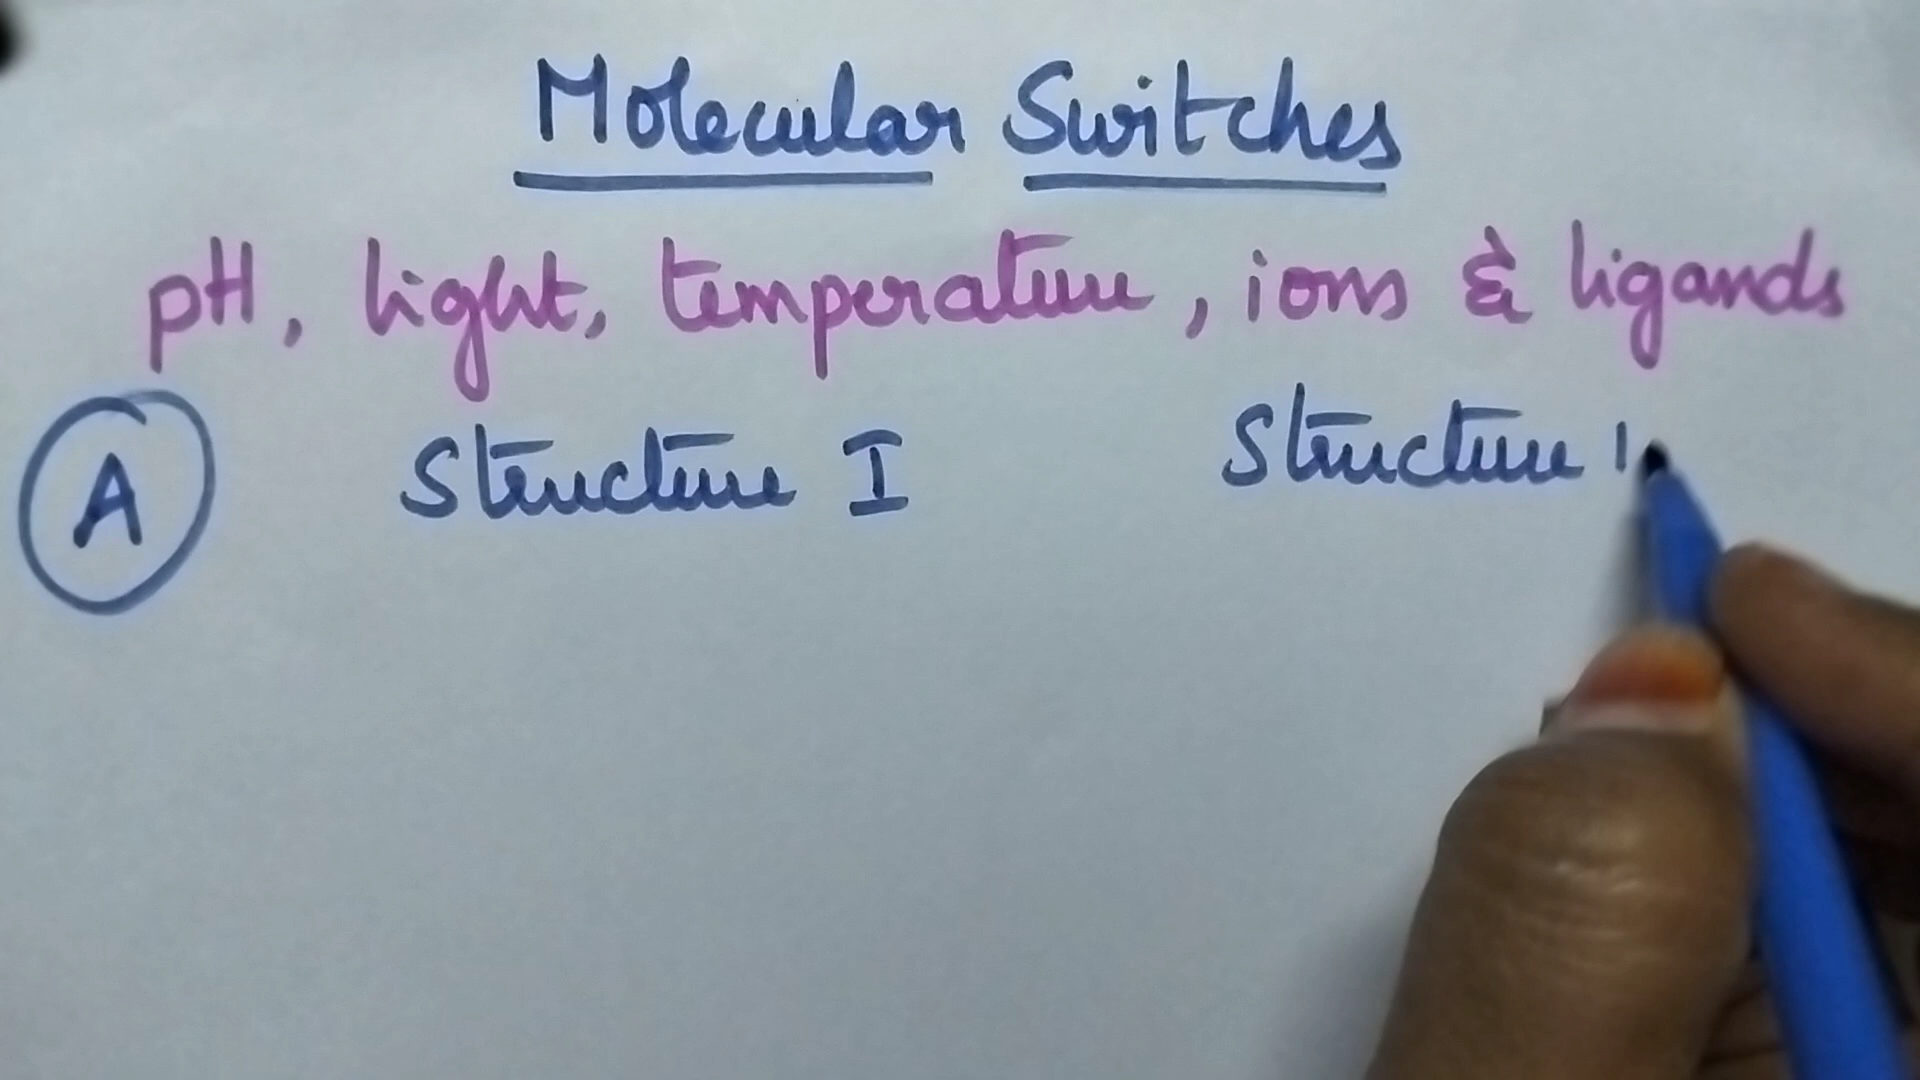 Molecular Switches
pH, light, temperature, ions & ligands
A Structure I Structure I